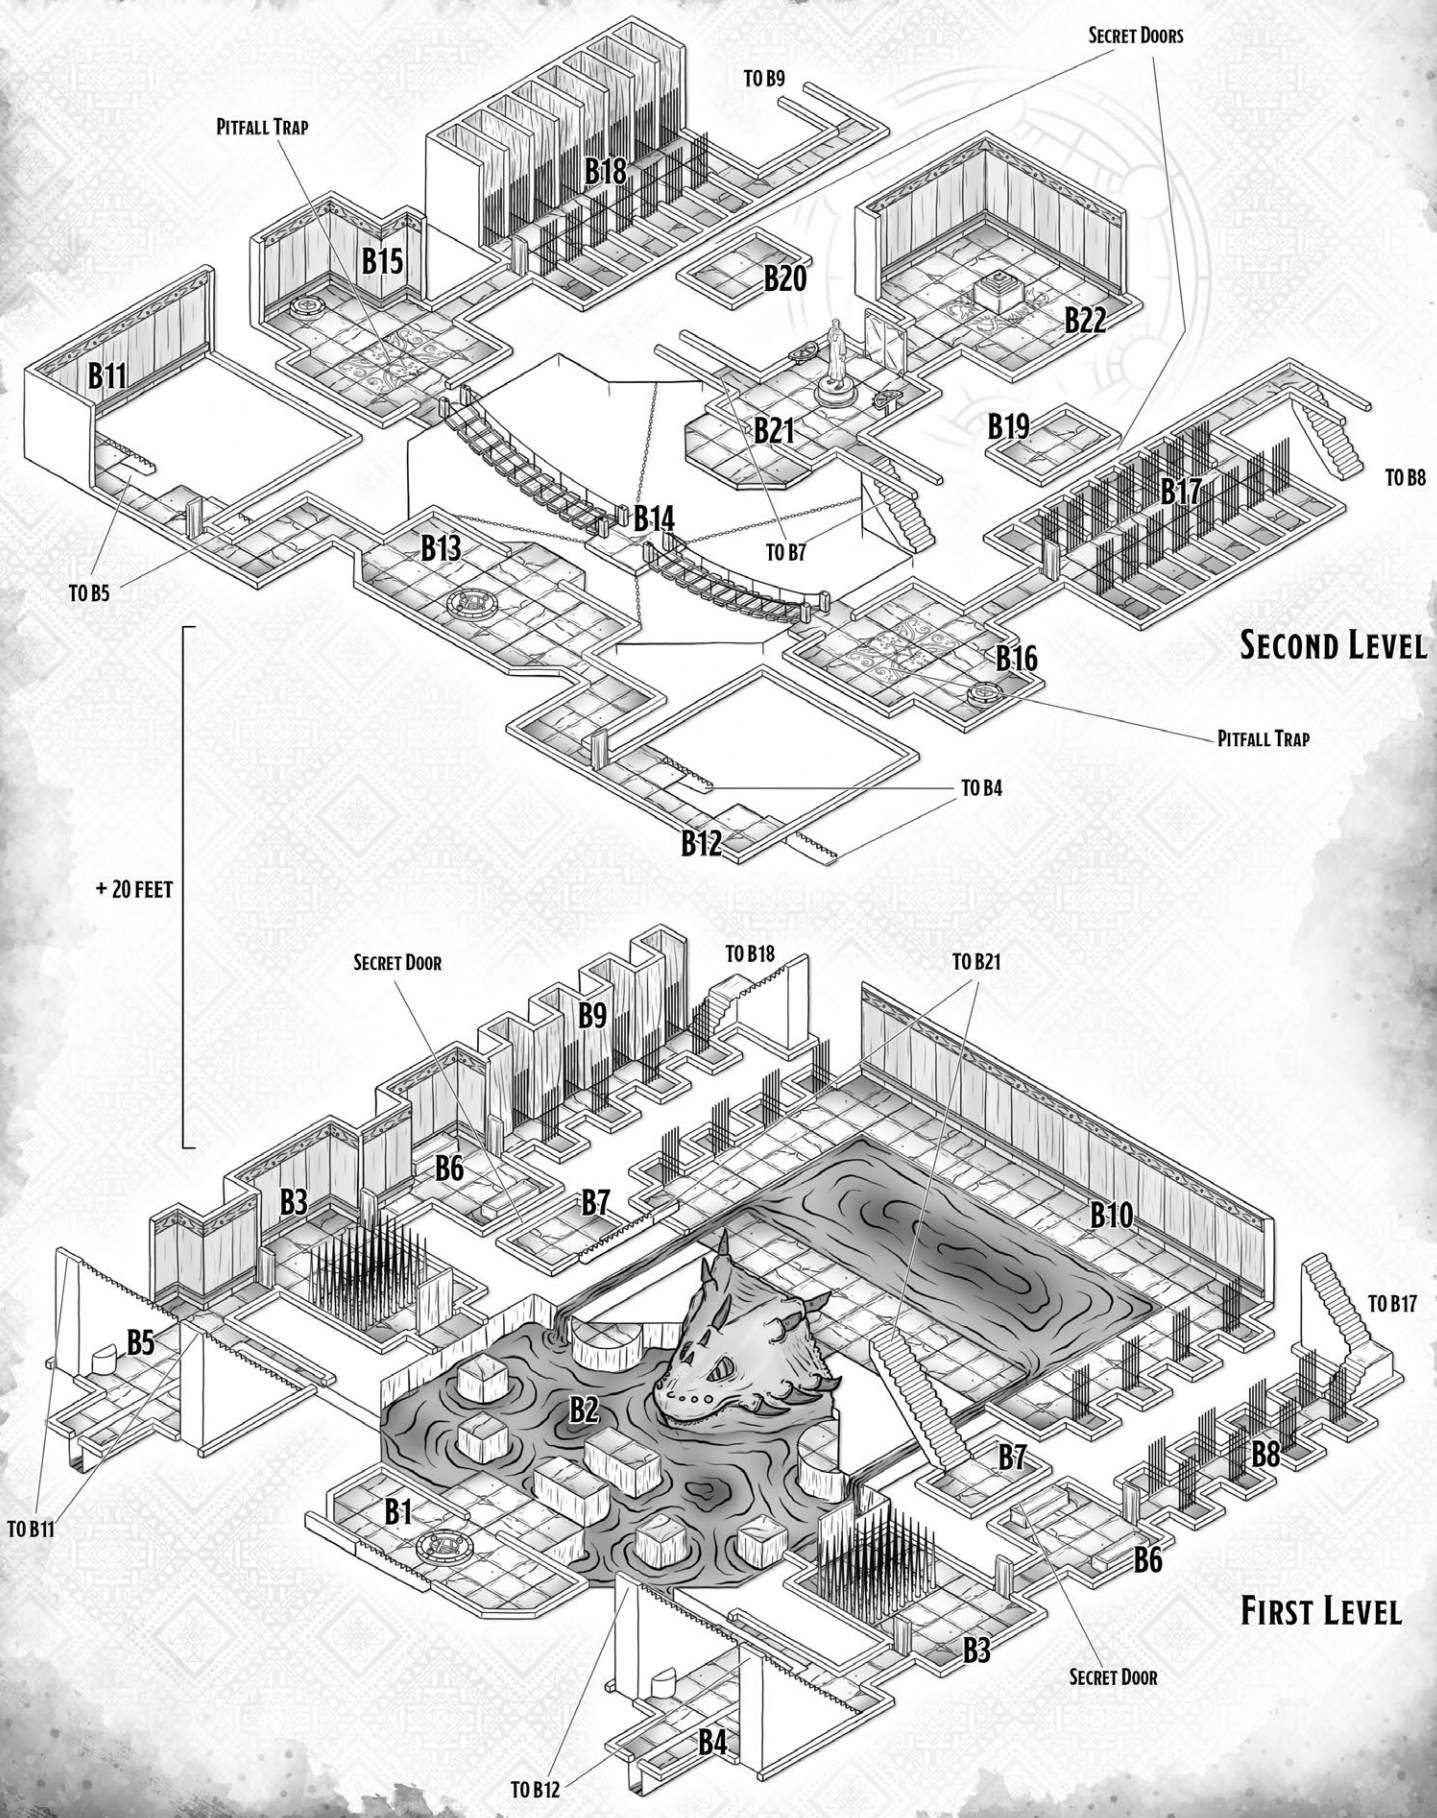 SECRET DOORS
TO B9
PITFALL TRAP
B18
B15
B20
B22
B11
B21
B19
TO B8
B17
B14
B13
TO B7
TO B5
SECOND LEVEL
B16
PITFALL TRAP
TO B4
B12
+ 20 FEET
SECRET DOOR
TO B18
TO B21
B9
B6
B3
B7
B10
TO B17
B5
B2
B7
B8
B1
TO B11
B6
FIRST LEVEL
B3
SECRET DOOR
B4
TO B12